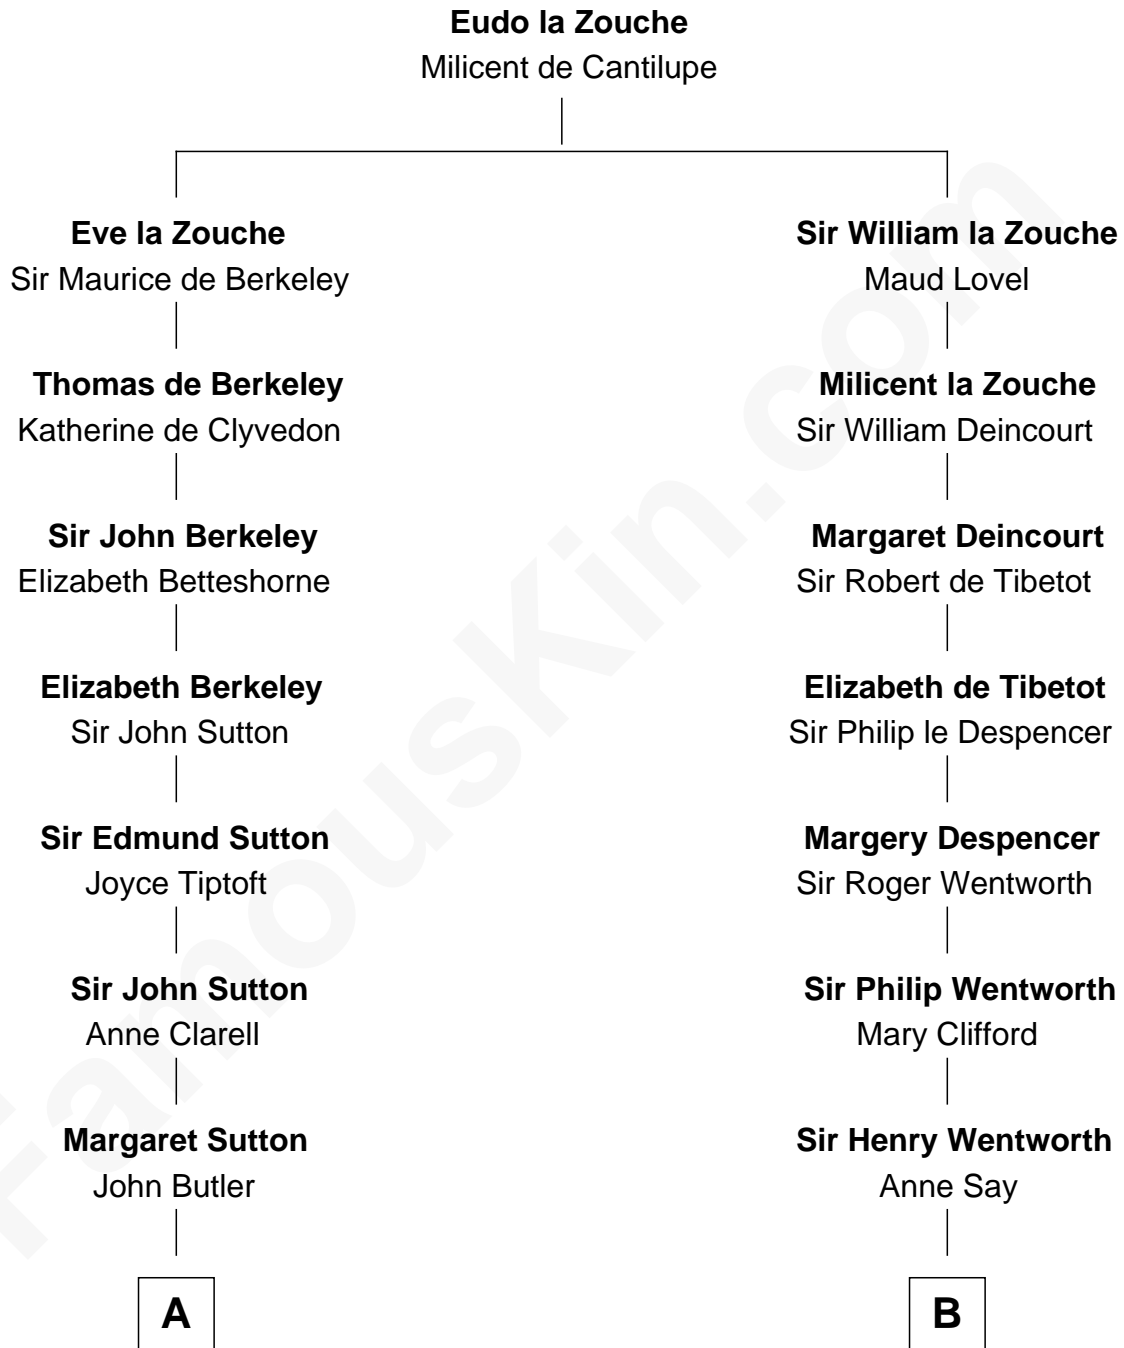 Eudo la Zouche
Milicent de Cantilupe
Eve la Zouche
Sir Maurice de Berkeley
Sir William la Zouche
Maud Lovel
Thomas de Berkeley
Katherine de Clyvedon
Milicent la Zouche
Sir William Deincourt
Sir John Berkeley
Elizabeth Betteshorne
Margaret Deincourt
Sir Robert de Tibetot
Elizabeth Berkeley
Sir John Sutton
Elizabeth de Tibetot
Sir Philip le Despencer
Sir Edmund Sutton
Joyce Tiptoft
Margery Despencer
Sir Roger Wentworth
Sir John Sutton
Anne Clarell
Sir Philip Wentworth
Mary Clifford
Margaret Sutton
John Butler
Sir Henry Wentworth
Anne Say
A
B
FamousKin.com